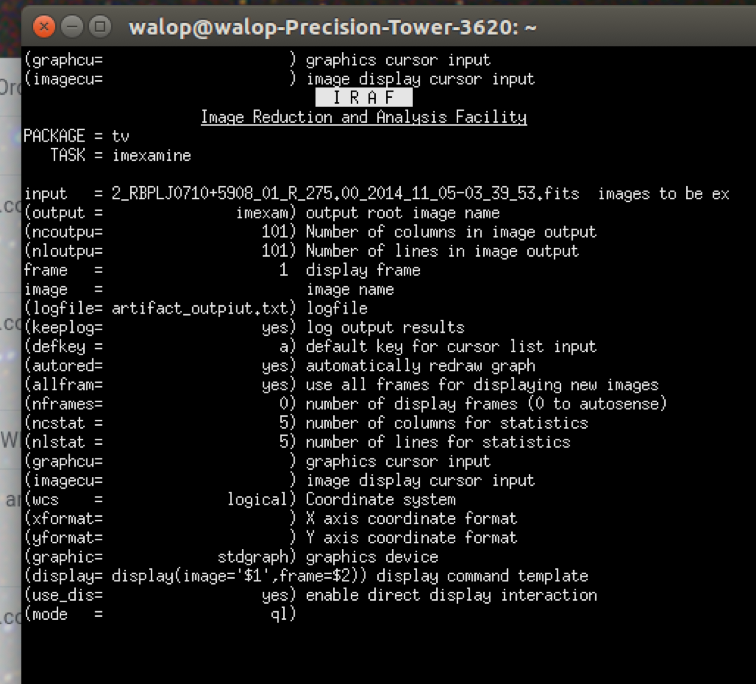 walop@walop-Precision-Tower-3620: ~
(graphcu=                      ) graphics cursor input
(imagecu=                      ) image display cursor input
I R A F
Image Reduction and Analysis Facility
PACKAGE = tv
TASK = imexamine
input   = 2_RBPLJ0710+5908_01_R_275.00_2014_11_05-03_39_53.fits  images to be ex
(output =                imexam) output root image name
(ncoutpu=                   101) Number of columns in image output
(nloutpu=                   101) Number of lines in image output
frame   =                     1  display frame
image   =                        image name
(logfile= artifact_outpiut.txt) logfile
(keeplog=                   yes) log output results
(defkey =                     a) default key for cursor list input
(autored=                   yes) automatically redraw graph
(allfram=                   yes) use all frames for displaying new images
(nframes=                     0) number of display frames (0 to autosense)
(ncstat =                     5) number of columns for statistics
(nlstat =                     5) number of lines for statistics
(graphcu=                      ) graphics cursor input
(imagecu=                      ) image display cursor input
(wcs    =               logical) Coordinate system
(xformat=                      ) X axis coordinate format
(yformat=                      ) Y axis coordinate format
(graphic=              stdgraph) graphics device
(display= display(image='$1',frame=$2)) display command template
(use_dis=                   yes) enable direct display interaction
(mode   =                    ql)